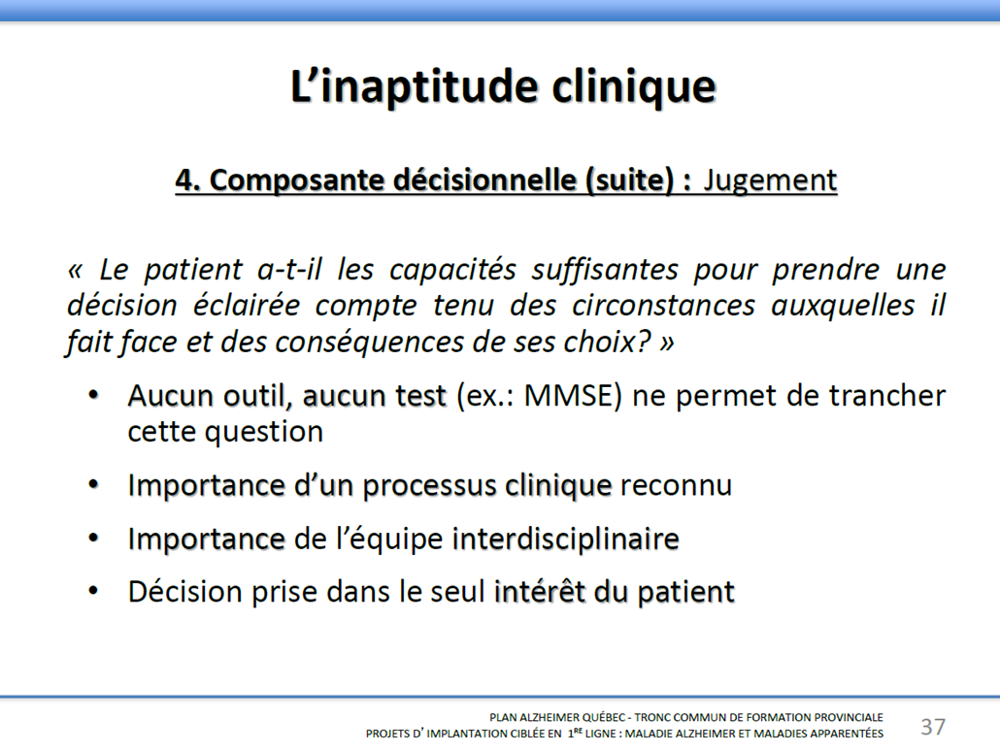 L’inaptitude clinique
4. Composante décisionnelle (suite) : Jugement
« Le patient a-t-il les capacités suffisantes pour prendre une
décision éclairée compte tenu des circonstances auxquelles il
fait face et des conséquences de ses choix? »
• Aucun outil, aucun test (ex.: MMSE) ne permet de trancher
cette question
• Importance d’un processus clinique reconnu
• Importance de l’équipe interdisciplinaire
• Décision prise dans le seul intérêt du patient
PLAN ALZHEIMER QUÉBEC - TRONC COMMUN DE FORMATION PROVINCIALE
PROJETS D’ IMPLANTATION CIBLÉE EN 1RE LIGNE : MALADIE ALZHEIMER ET MALADIES APPARENTÉES
37